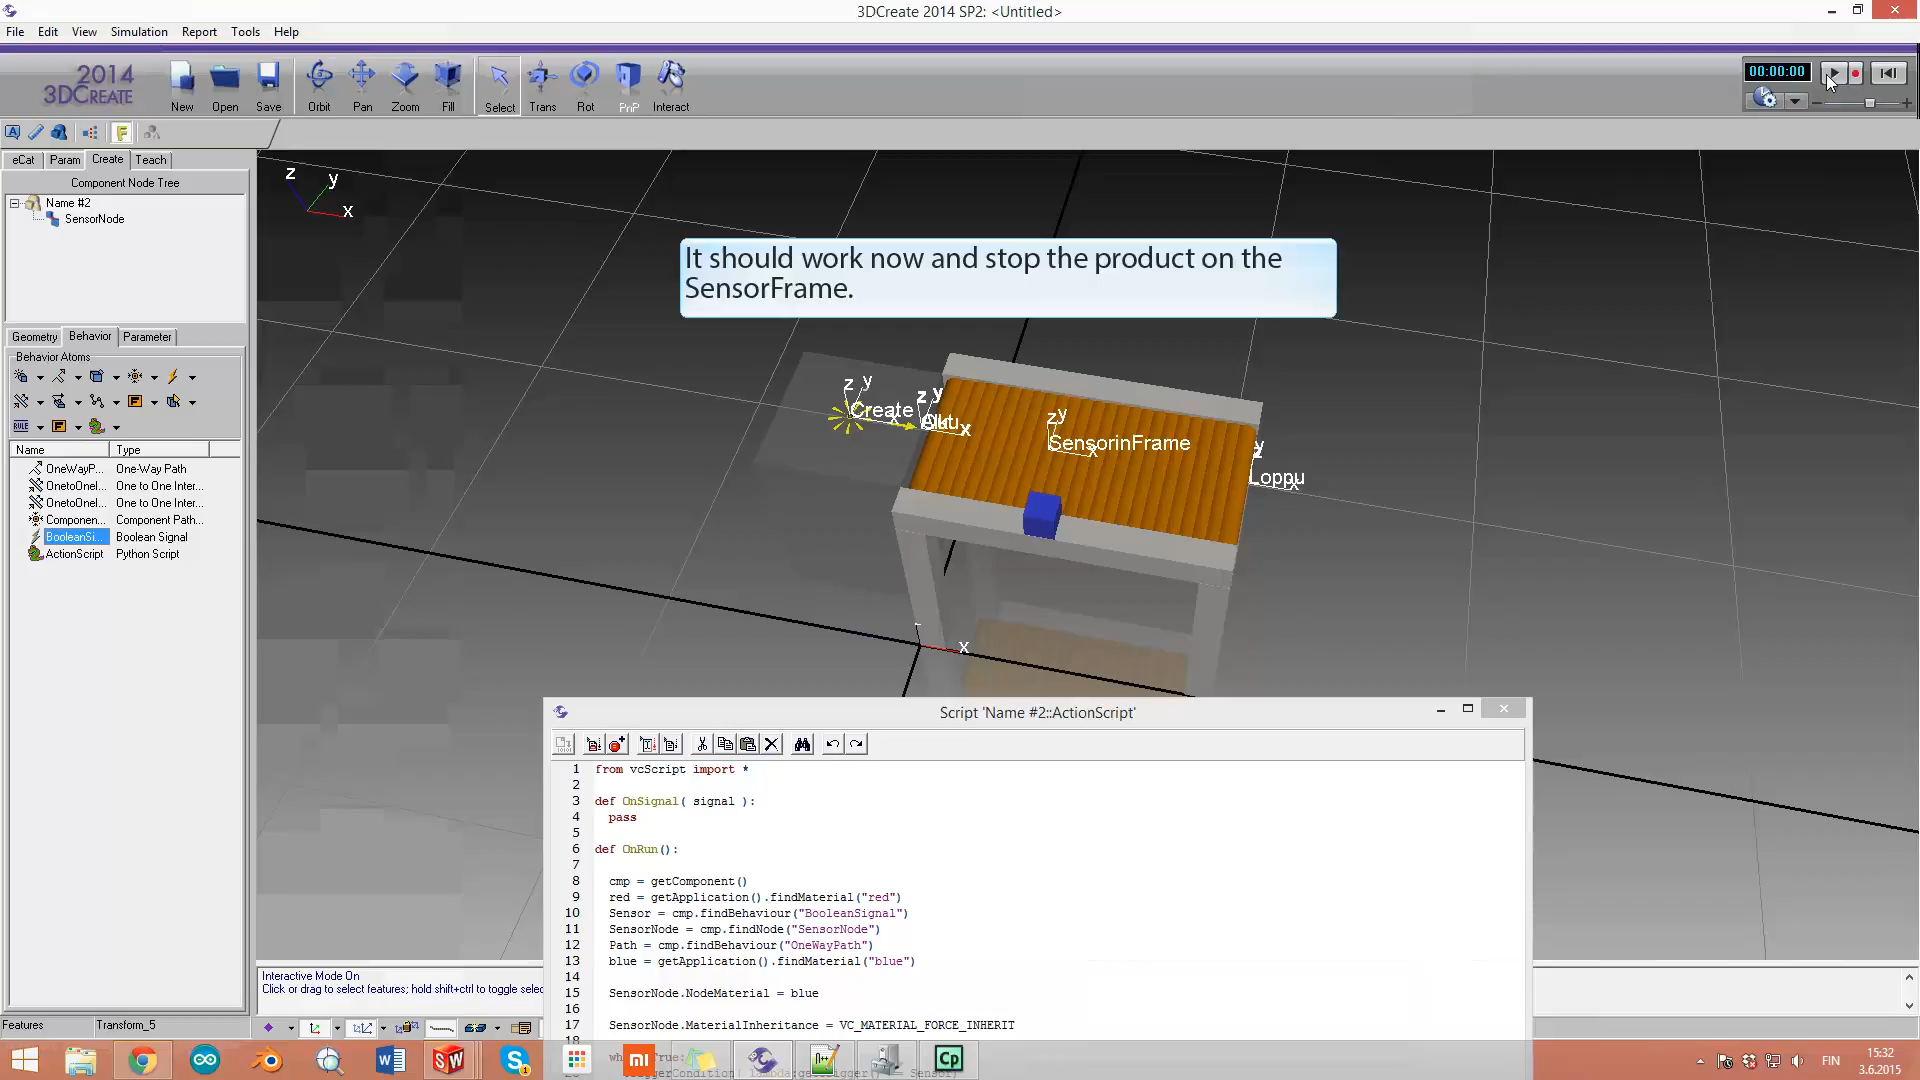 3DCreate 2014 SP2: <Untitled>
File Edit View Simulation Report Tools Help
2014
3DCREATE
New Open Save Orbit Pan Zoom Fill Select Trans Rot PnP Interact
00:00:00
eCat Param Create Teach
Component Node Tree
Name #2
SensorNode
Geometry Behavior Parameter
Behavior Atoms
RULE
Name Type
OneWayP... One-Way Path
OnetoOneI... One to One Inter...
OnetoOneI... One to One Inter...
Componen... Component Path...
BooleanSi... Boolean Signal
ActionScript Python Script
z y x
It should work now and stop the product on the
SensorFrame.
z y
Create
z y
x
zy
SensorinFrame
x
y
z
Loppu
x
x
Script 'Name #2::ActionScript'
1 from vcScript import *
2
3 def OnSignal( signal ):
4 pass
5
6 def OnRun():
7
8 cmp = getComponent()
9 red = getApplication().findMaterial("red")
10 Sensor = cmp.findBehaviour("BooleanSignal")
11 SensorNode = cmp.findNode("SensorNode")
12 Path = cmp.findBehaviour("OneWayPath")
13 blue = getApplication().findMaterial("blue")
14
15 SensorNode.NodeMaterial = blue
16
17 SensorNode.MaterialInheritance = VC_MATERIAL_FORCE_INHERIT
18
Interactive Mode On
Click or drag to select features; hold shift+ctrl to toggle selec
Features Transform_5
FIN
15:32
3.6.2015